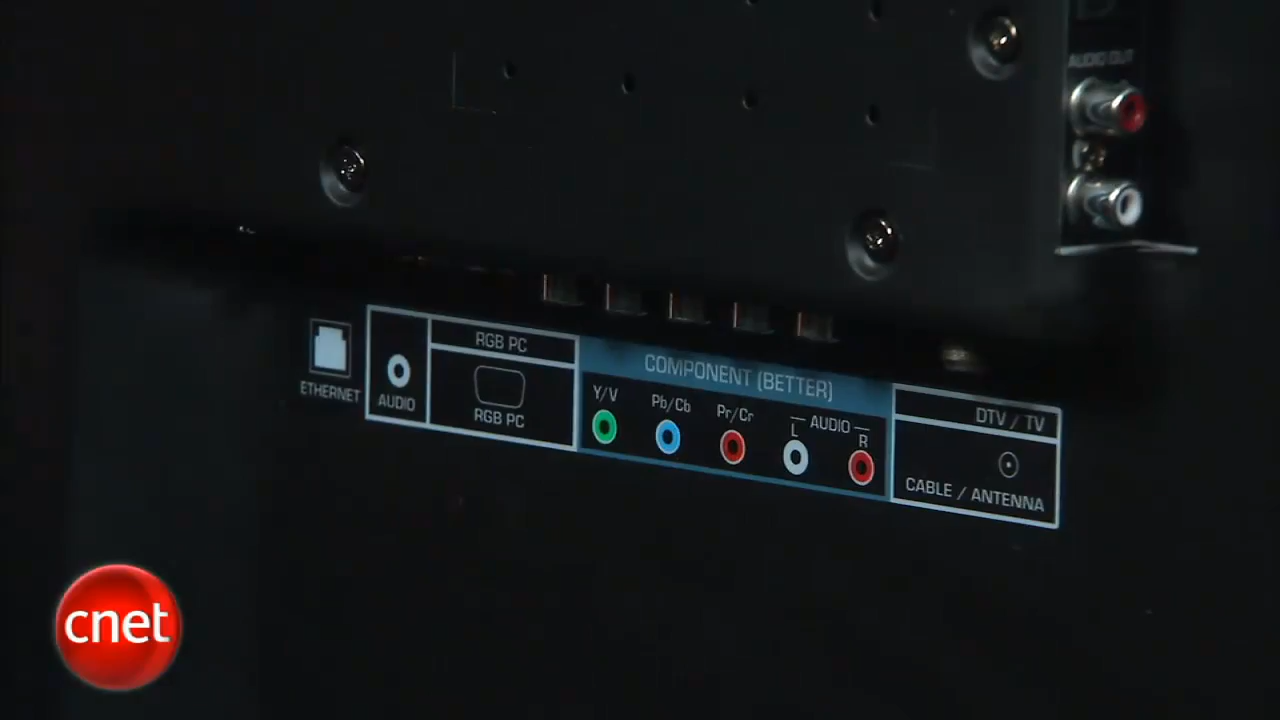 AUDIO OUT
ETHERNET
AUDIO
RGB PC
RGB PC
COMPONENT (BETTER)
Y/V
Pb/Cb
Pr/Cr
AUDIO
L
R
DTV / TV
CABLE / ANTENNA
cnet